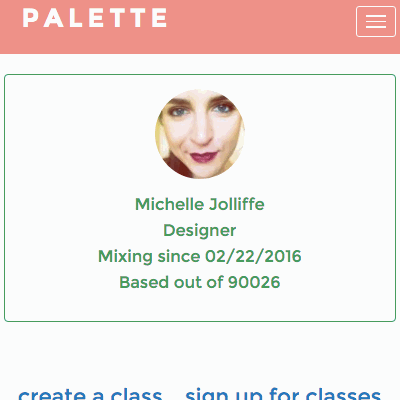 PALETTE
Michelle Jolliffe
Designer
Mixing since 02/22/2016
Based out of 90026
create a class sign up for classes